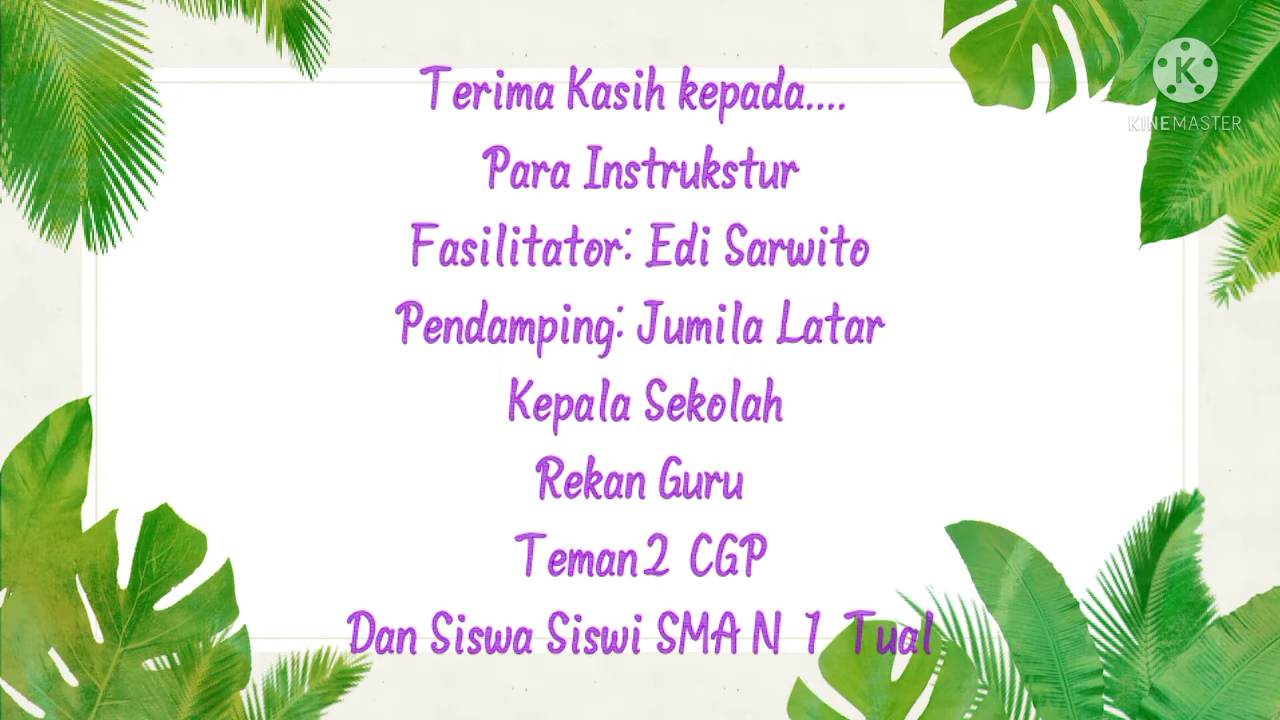 Terima Kasih kepada....
Para Instrukstur
Fasilitator: Edi Sarwito
Pendamping: Jumila Latar
Kepala Sekolah
Rekan Guru
Teman2 CGP
Dan Siswa Siswi SMA N 1 Tual
K
KINEMASTER